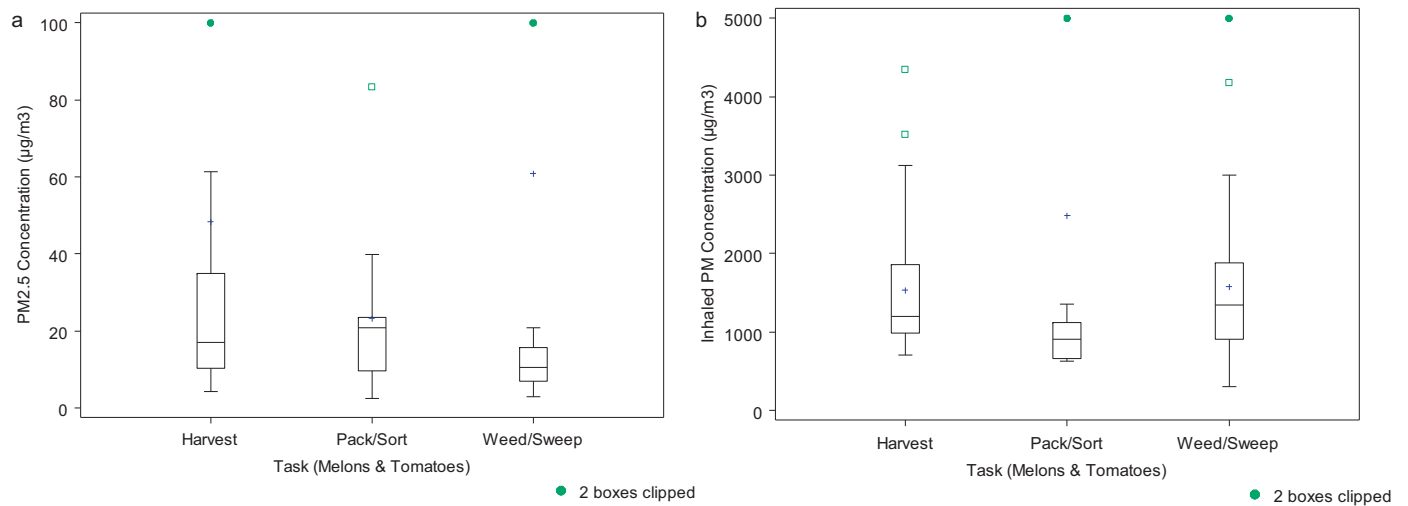 a
100
80
60
40
20
0
PM2.5 Concentration (µg/m3)
Harvest
Pack/Sort
Weed/Sweep
Task (Melons & Tomatoes)
2 boxes clipped
b
5000
4000
3000
2000
1000
0
Inhaled PM Concentration (µg/m3)
Harvest
Pack/Sort
Weed/Sweep
Task (Melons & Tomatoes)
2 boxes clipped